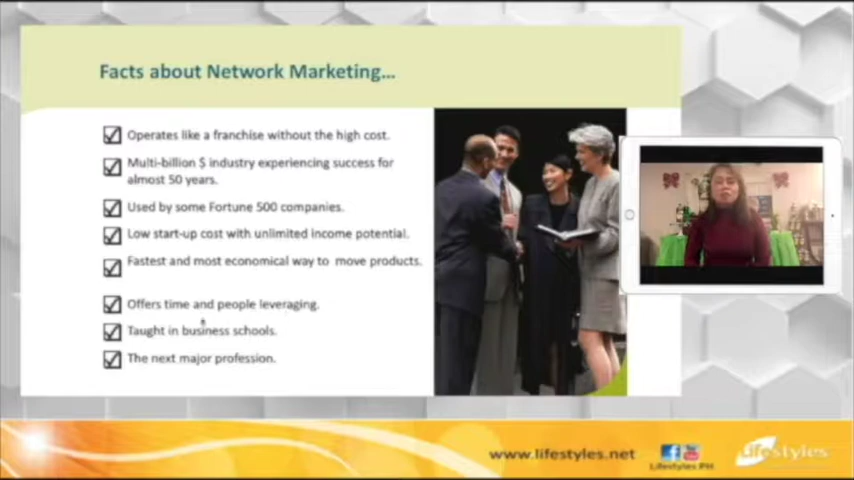 Facts about Network Marketing...
Operates like a franchise without the high cost.
Multi-billion $ industry experiencing success for
almost 50 years.
Used by some Fortune 500 companies.
Low start-up cost with unlimited income potential.
Fastest and most economical way to move products.
Offers time and people leveraging.
Taught in business schools.
The next major profession.
www.lifestyles.net
Lifestyles PH
Lifestyles